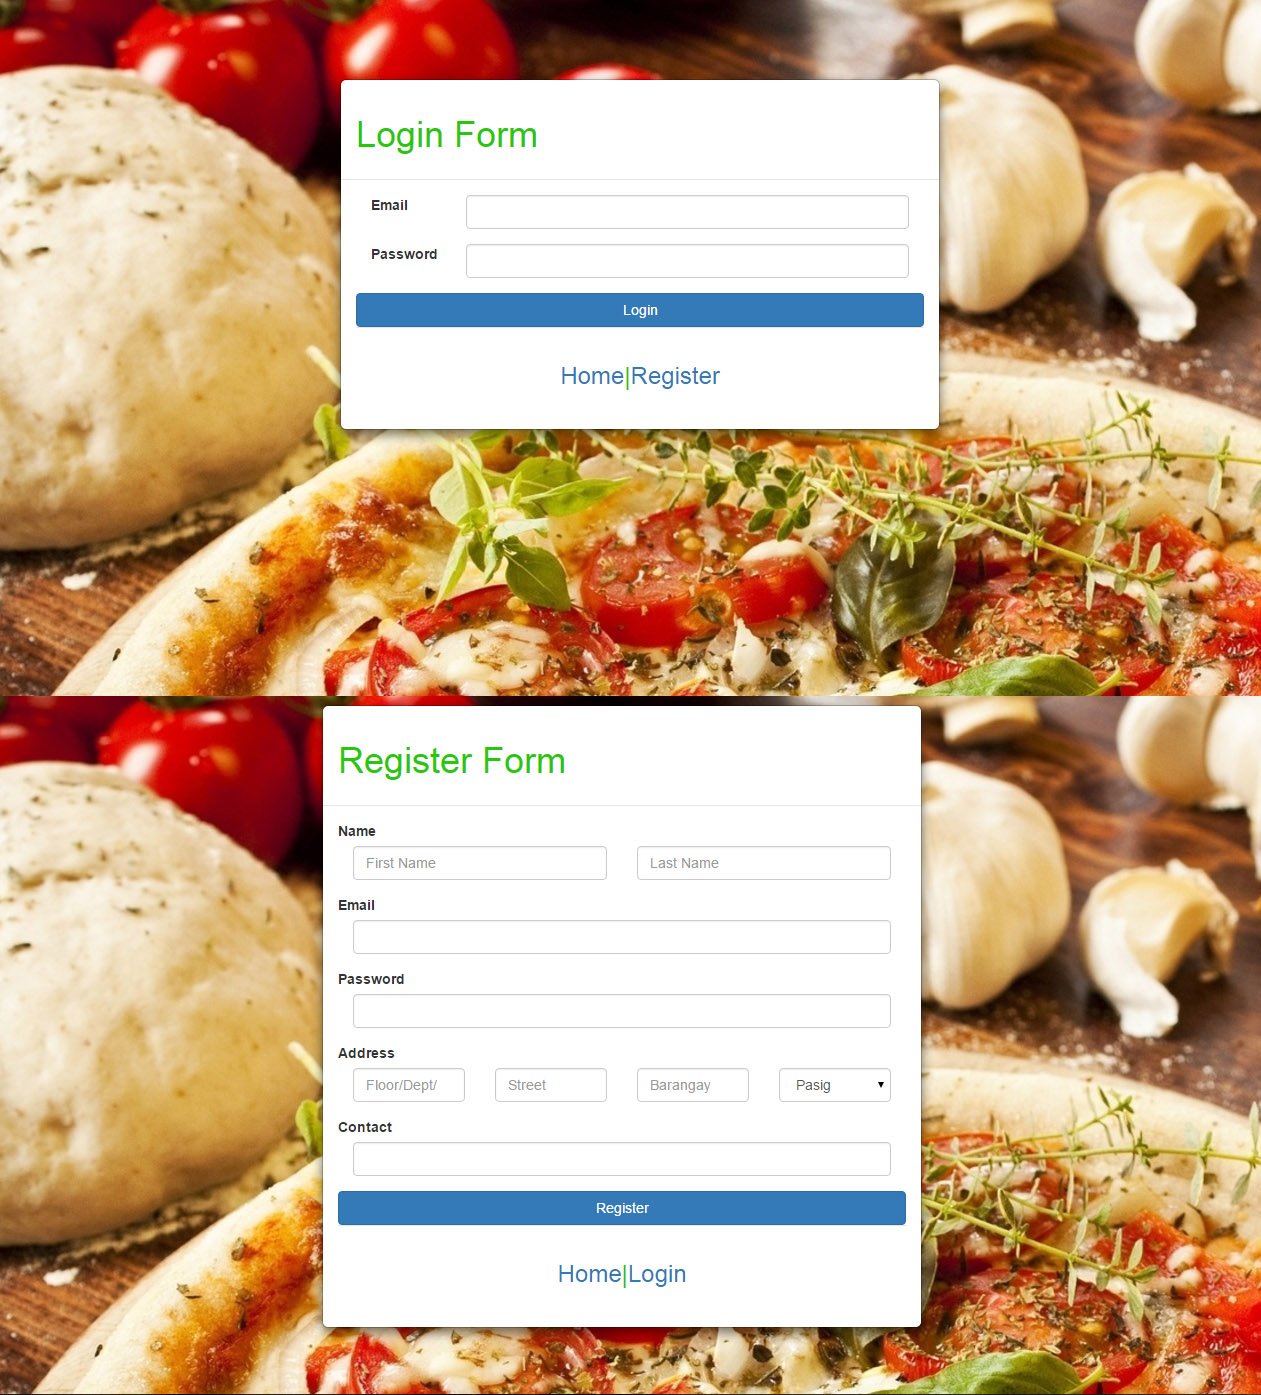 Login Form
Email
Password
Login
Home|Register
Register Form
Name
First Name Last Name
Email
Password
Address
Floor/Dept/ Street Barangay Pasig
Contact
Register
Home|Login